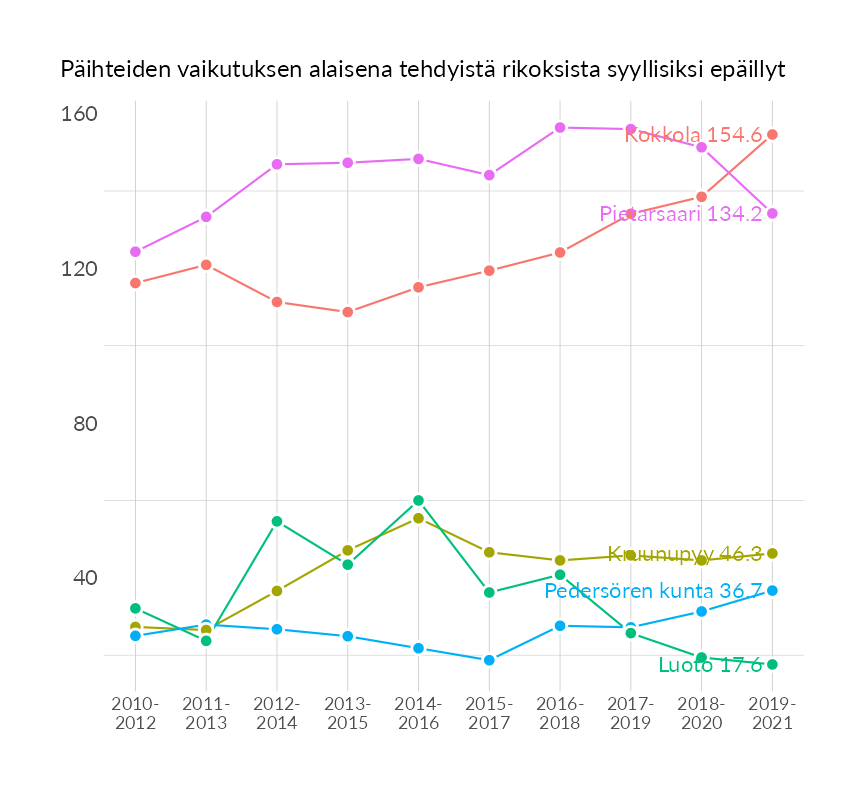 Päihteiden vaikutuksen alaisena tehdyistä rikoksista syyllisiksi epäillyt
160
Kokkola 154.6
Pietarsaari 134.2
120
80
Kruunupyy 46.3
40
Pedersören kunta 36.7
Luoto 17.6
2010- 2011- 2012- 2013- 2014- 2015- 2016- 2017- 2018- 2019-
2012 2013 2014 2015 2016 2017 2018 2019 2020 2021